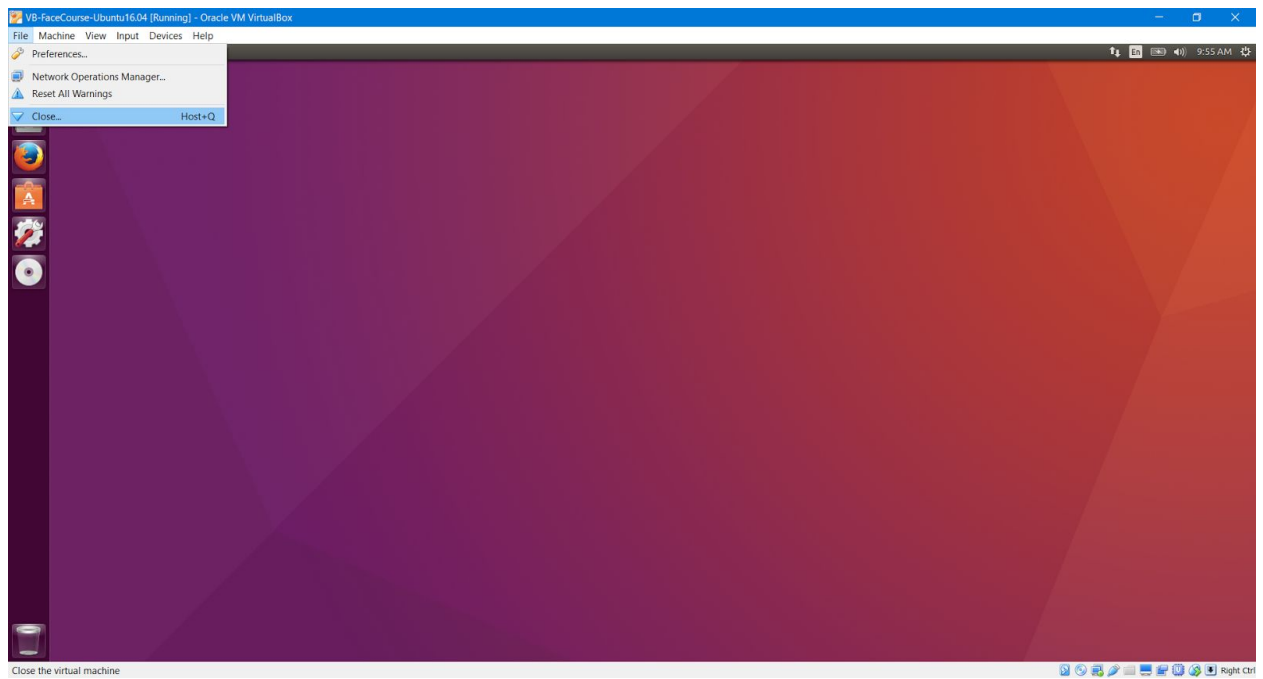 VB-FaceCourse-Ubuntu16.04 [Running] - Oracle VM VirtualBox
File Machine View Input Devices Help
Preferences...
En 9:55 AM
Network Operations Manager...
Reset All Warnings
Close... Host+Q
Close the virtual machine
Right Ctrl